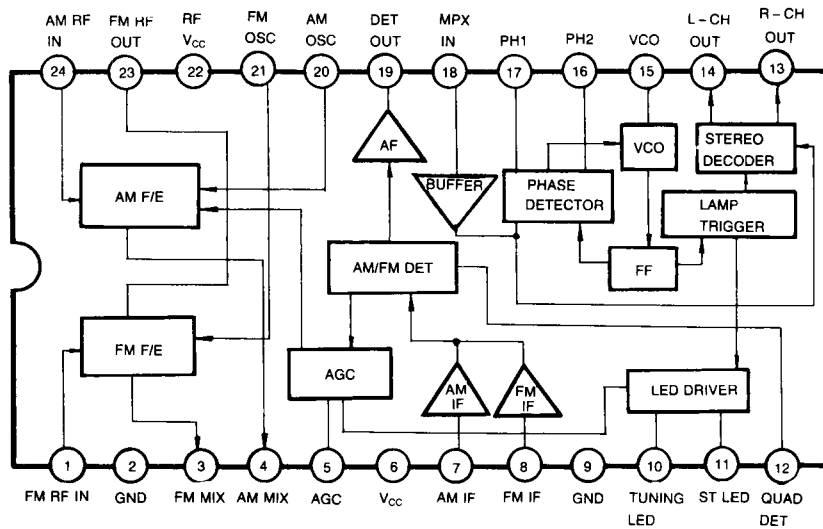 AM RF IN
FM RF OUT
RF VCC
FM OSC
AM OSC
DET OUT
MPX IN
PH1
PH2
VCO
L-CH OUT
R-CH OUT
24
23
22
21
20
19
18
17
16
15
14
13
AF
VCO
STEREO DECODER
AM F/E
BUFFER
PHASE DETECTOR
LAMP TRIGGER
AM/FM DET
FF
FM F/E
AGC
AM IF
FM IF
LED DRIVER
1
2
3
4
5
6
7
8
9
10
11
12
FM RF IN
GND
FM MIX
AM MIX
AGC
VCC
AM IF
FM IF
GND
TUNING LED
ST LED
QUAD DET